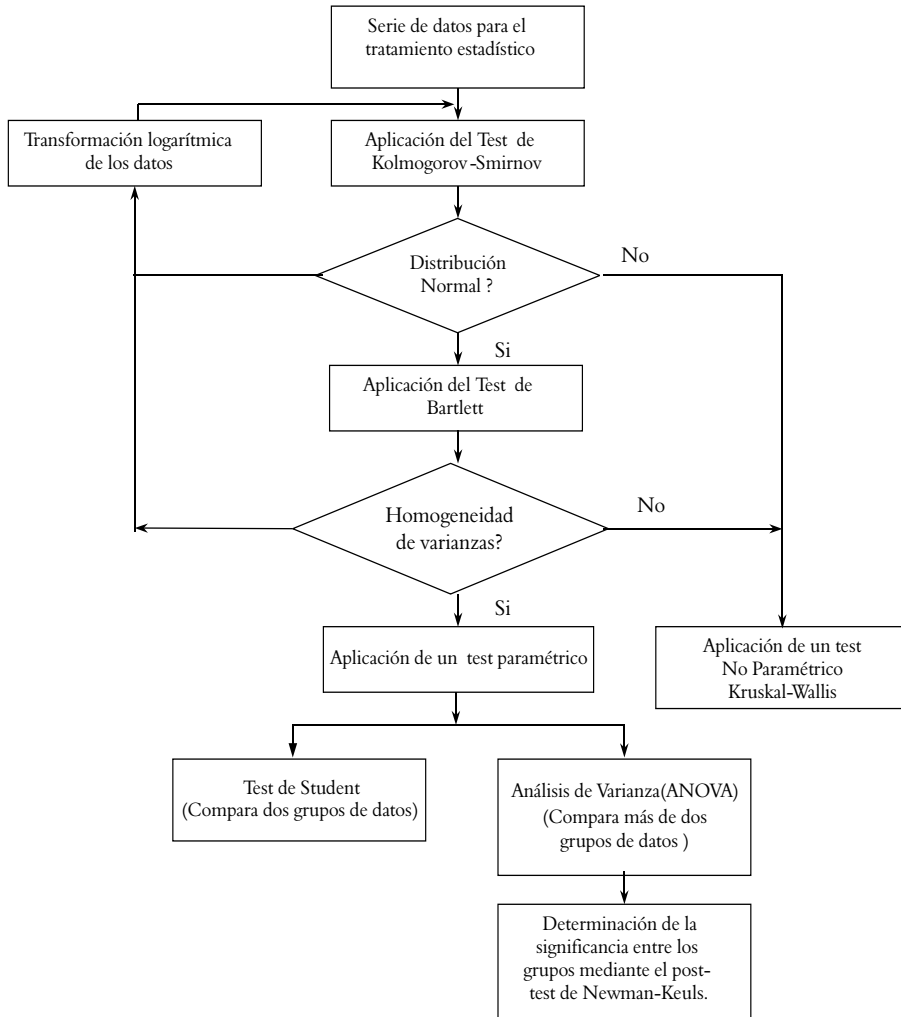 Serie de datos para el
tratamiento estadístico
Transformación logarítmica
de los datos
Aplicación del Test de
Kolmogorov-Smirnov
Distribución
Normal ?
No
Si
Aplicación del Test de
Bartlett
Homogeneidad
de varianzas?
No
Si
Aplicación de un test paramétrico
Aplicación de un test
No Paramétrico
Kruskal-Wallis
Test de Student
(Compara dos grupos de datos)
Análisis de Varianza(ANOVA)
(Compara más de dos
grupos de datos )
Determinación de la
significancia entre los
grupos mediante el post-
test de Newman-Keuls.